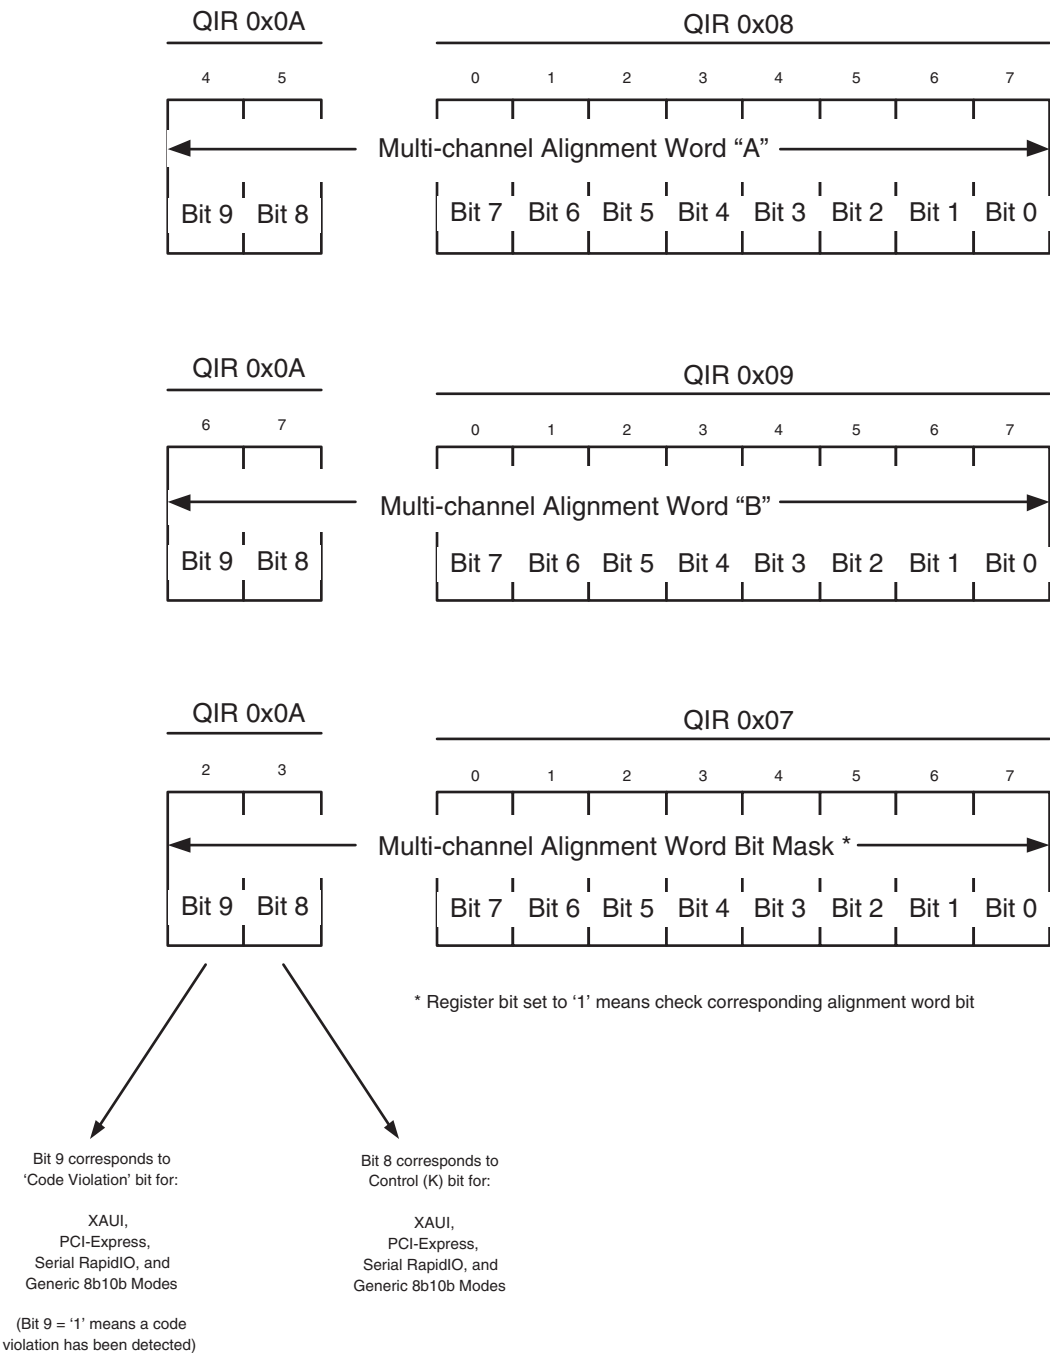 QIR 0x0A QIR 0x08
4 5 0 1 2 3 4 5 6 7
Multi-channel Alignment Word “A”
Bit 9 Bit 8 Bit 7 Bit 6 Bit 5 Bit 4 Bit 3 Bit 2 Bit 1 Bit 0
QIR 0x0A QIR 0x09
6 7 0 1 2 3 4 5 6 7
Multi-channel Alignment Word “B”
Bit 9 Bit 8 Bit 7 Bit 6 Bit 5 Bit 4 Bit 3 Bit 2 Bit 1 Bit 0
QIR 0x0A QIR 0x07
2 3 0 1 2 3 4 5 6 7
Multi-channel Alignment Word Bit Mask *
Bit 9 Bit 8 Bit 7 Bit 6 Bit 5 Bit 4 Bit 3 Bit 2 Bit 1 Bit 0
* Register bit set to ‘1’ means check corresponding alignment word bit
Bit 9 corresponds to
‘Code Violation’ bit for:
XAUI,
PCI-Express,
Serial RapidIO, and
Generic 8b10b Modes
(Bit 9 = ‘1’ means a code
violation has been detected)
Bit 8 corresponds to
Control (K) bit for:
XAUI,
PCI-Express,
Serial RapidIO, and
Generic 8b10b Modes